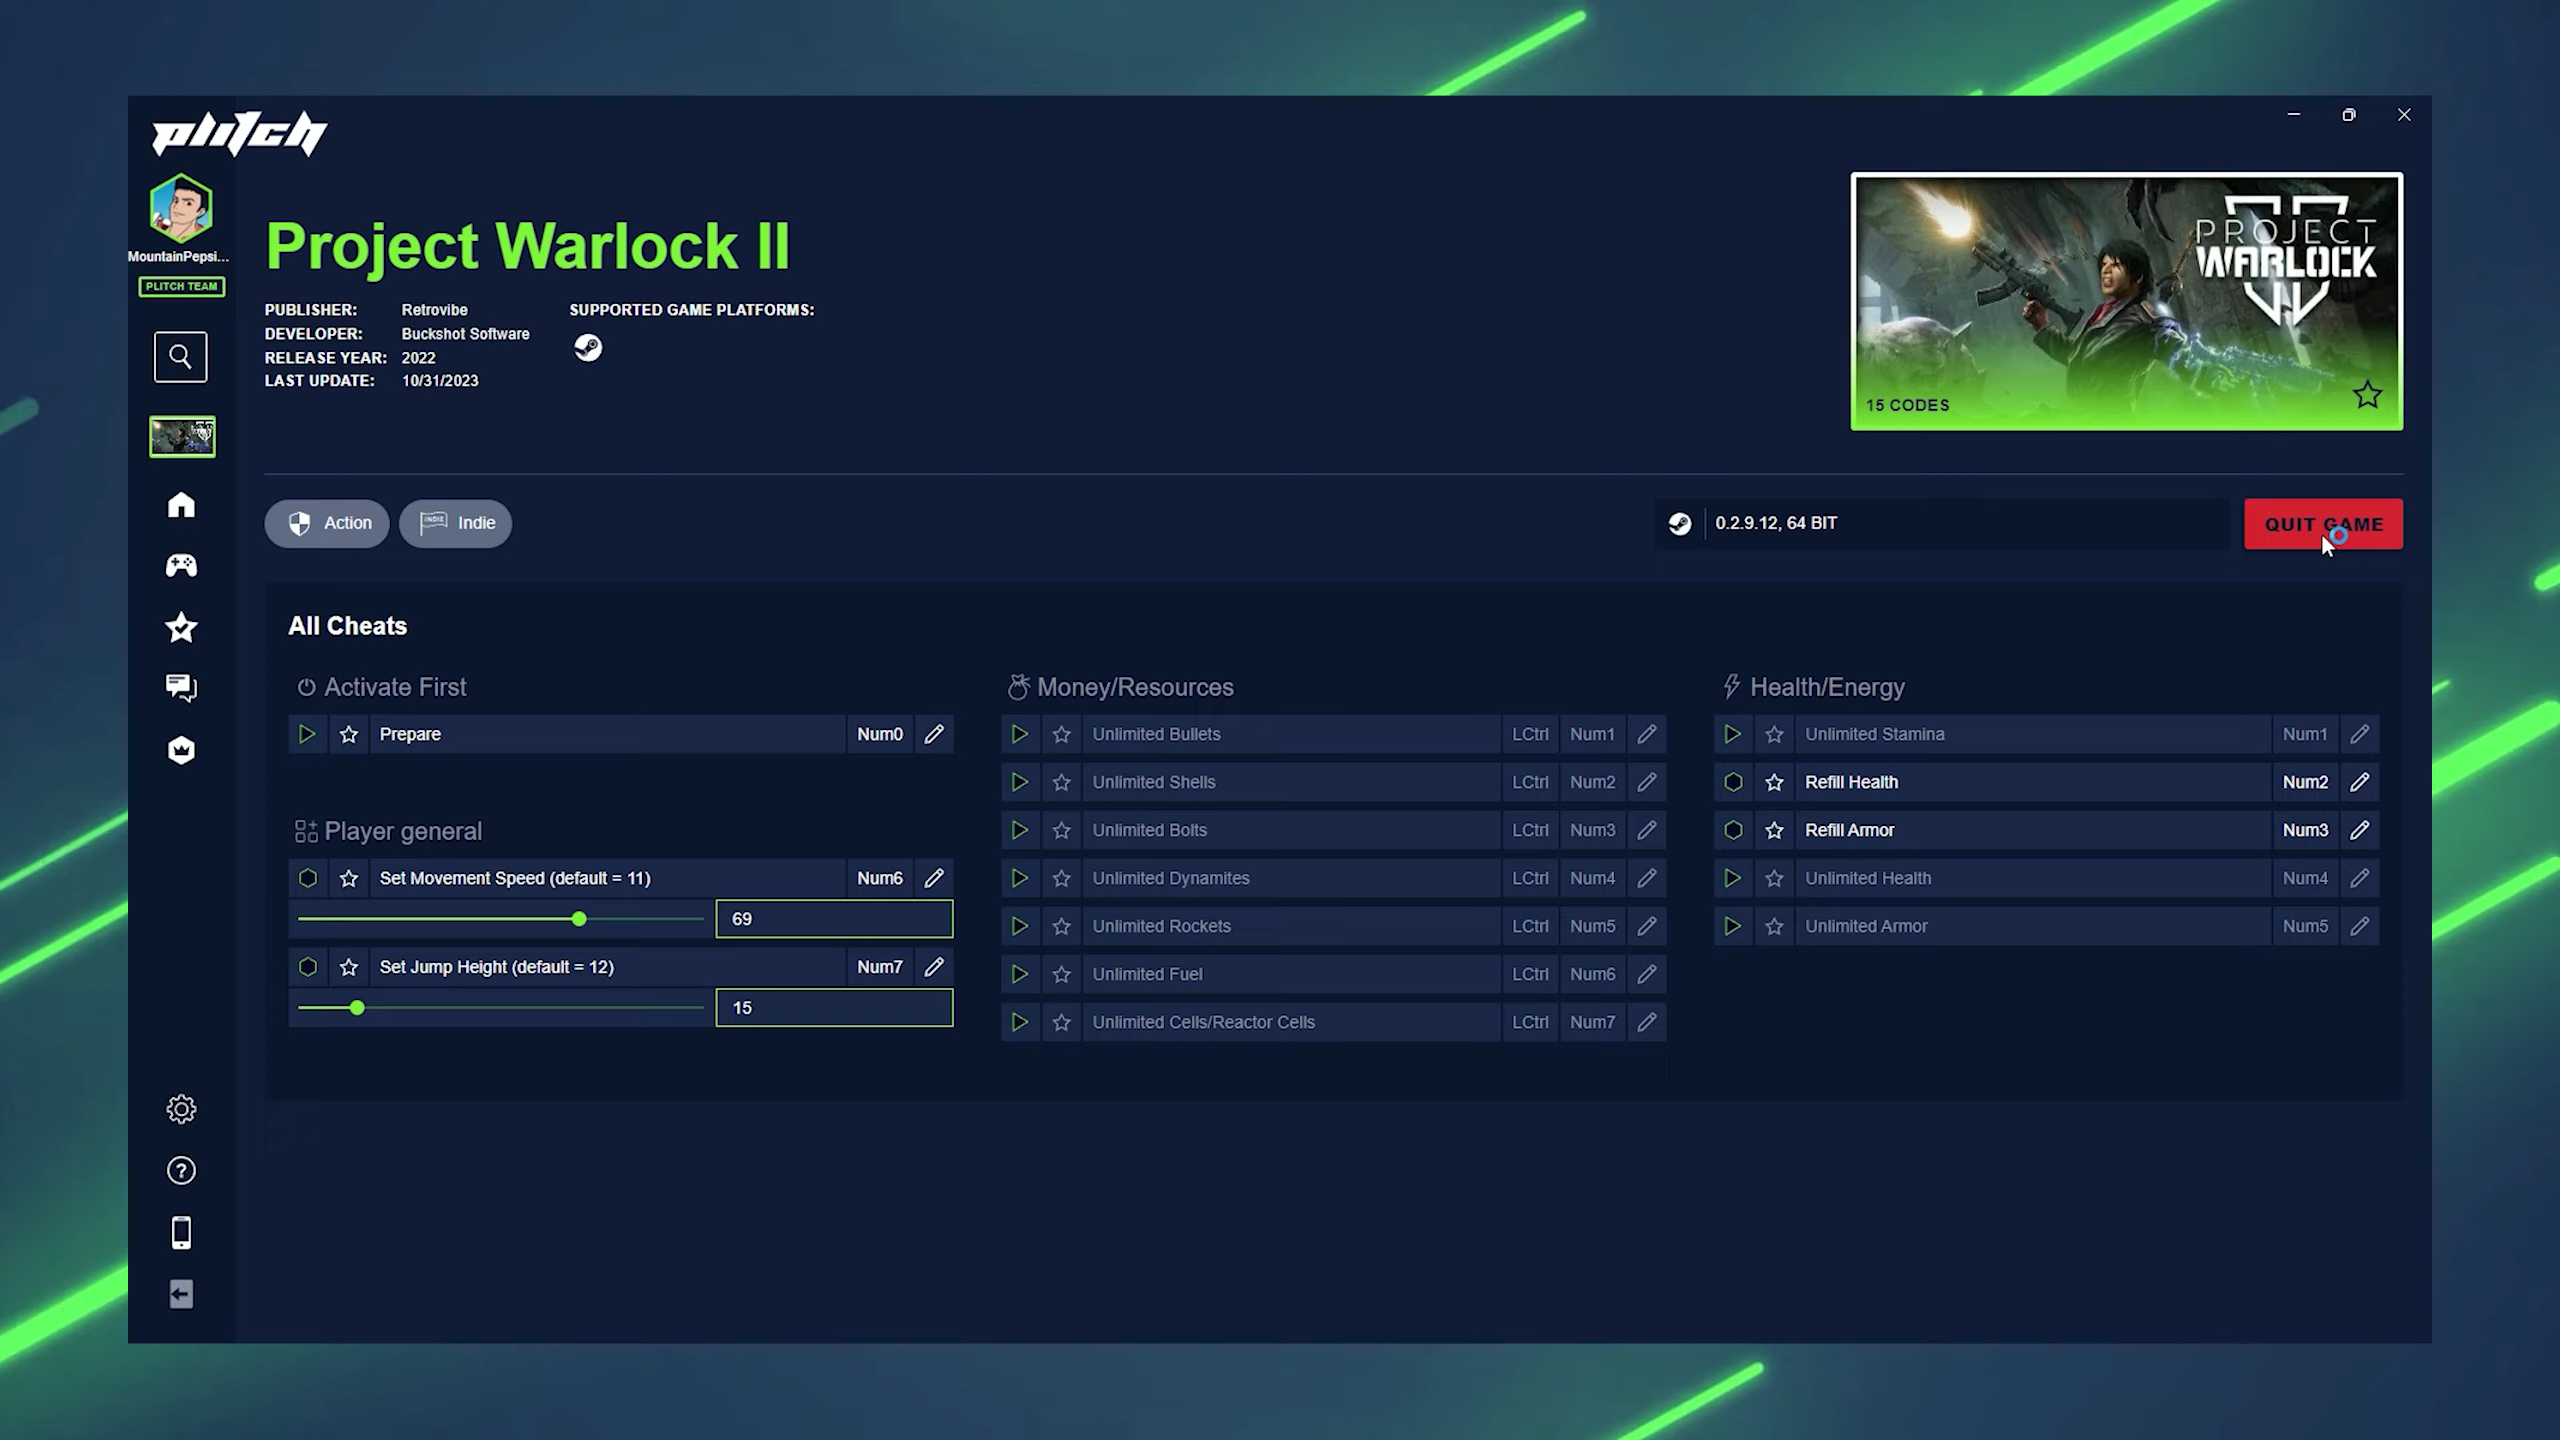 plitch
MountainPepsi...
PLITCH TEAM
Project Warlock II
PUBLISHER: Retrovibe
DEVELOPER: Buckshot Software
RELEASE YEAR: 2022
LAST UPDATE: 10/31/2023
SUPPORTED GAME PLATFORMS:
PROJECT
WARLOCK
15 CODES
Action
INDIE
Indie
0.2.9.12, 64 BIT
QUIT GAME
All Cheats
Activate First
Prepare Num0
Player general
Set Movement Speed (default = 11) Num6
69
Set Jump Height (default = 12) Num7
15
Money/Resources
Unlimited Bullets LCtrl Num1
Unlimited Shells LCtrl Num2
Unlimited Bolts LCtrl Num3
Unlimited Dynamites LCtrl Num4
Unlimited Rockets LCtrl Num5
Unlimited Fuel LCtrl Num6
Unlimited Cells/Reactor Cells LCtrl Num7
Health/Energy
Unlimited Stamina Num1
Refill Health Num2
Refill Armor Num3
Unlimited Health Num4
Unlimited Armor Num5